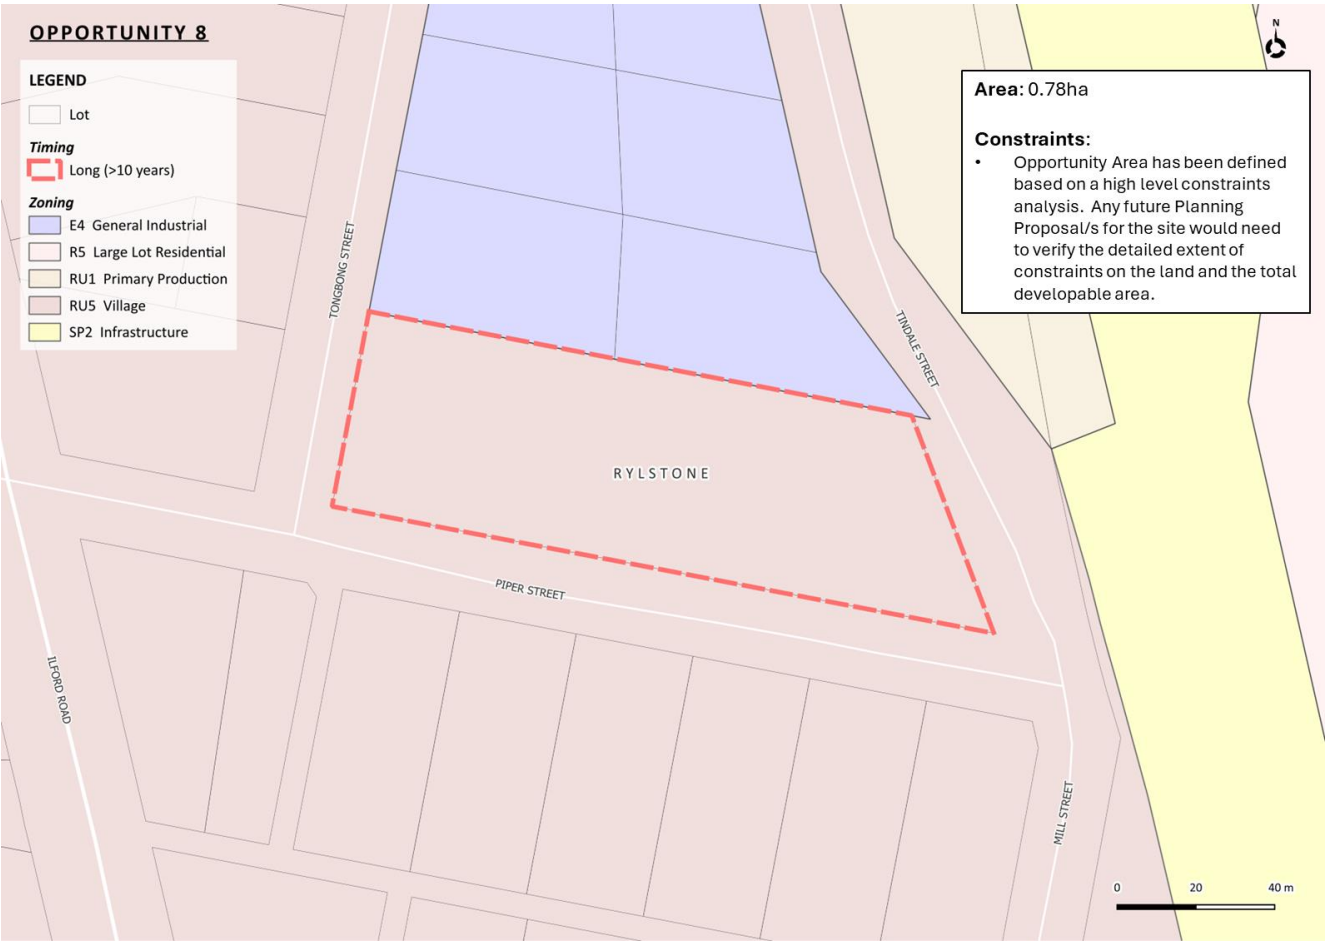 OPPORTUNITY 8
LEGEND
Lot
Timing
Long (>10 years)
Zoning
E4  General Industrial
R5  Large Lot Residential
RU1  Primary Production
RU5  Village
SP2  Infrastructure
N
Area: 0.78ha
Constraints:
• Opportunity Area has been defined
based on a high level constraints
analysis.  Any future Planning
Proposal/s for the site would need
to verify the detailed extent of
constraints on the land and the total
developable area.
TONGBONG STREET
TINDALE STREET
RYLSTONE
PIPER STREET
ILFORD ROAD
MILL STREET
0 20 40 m